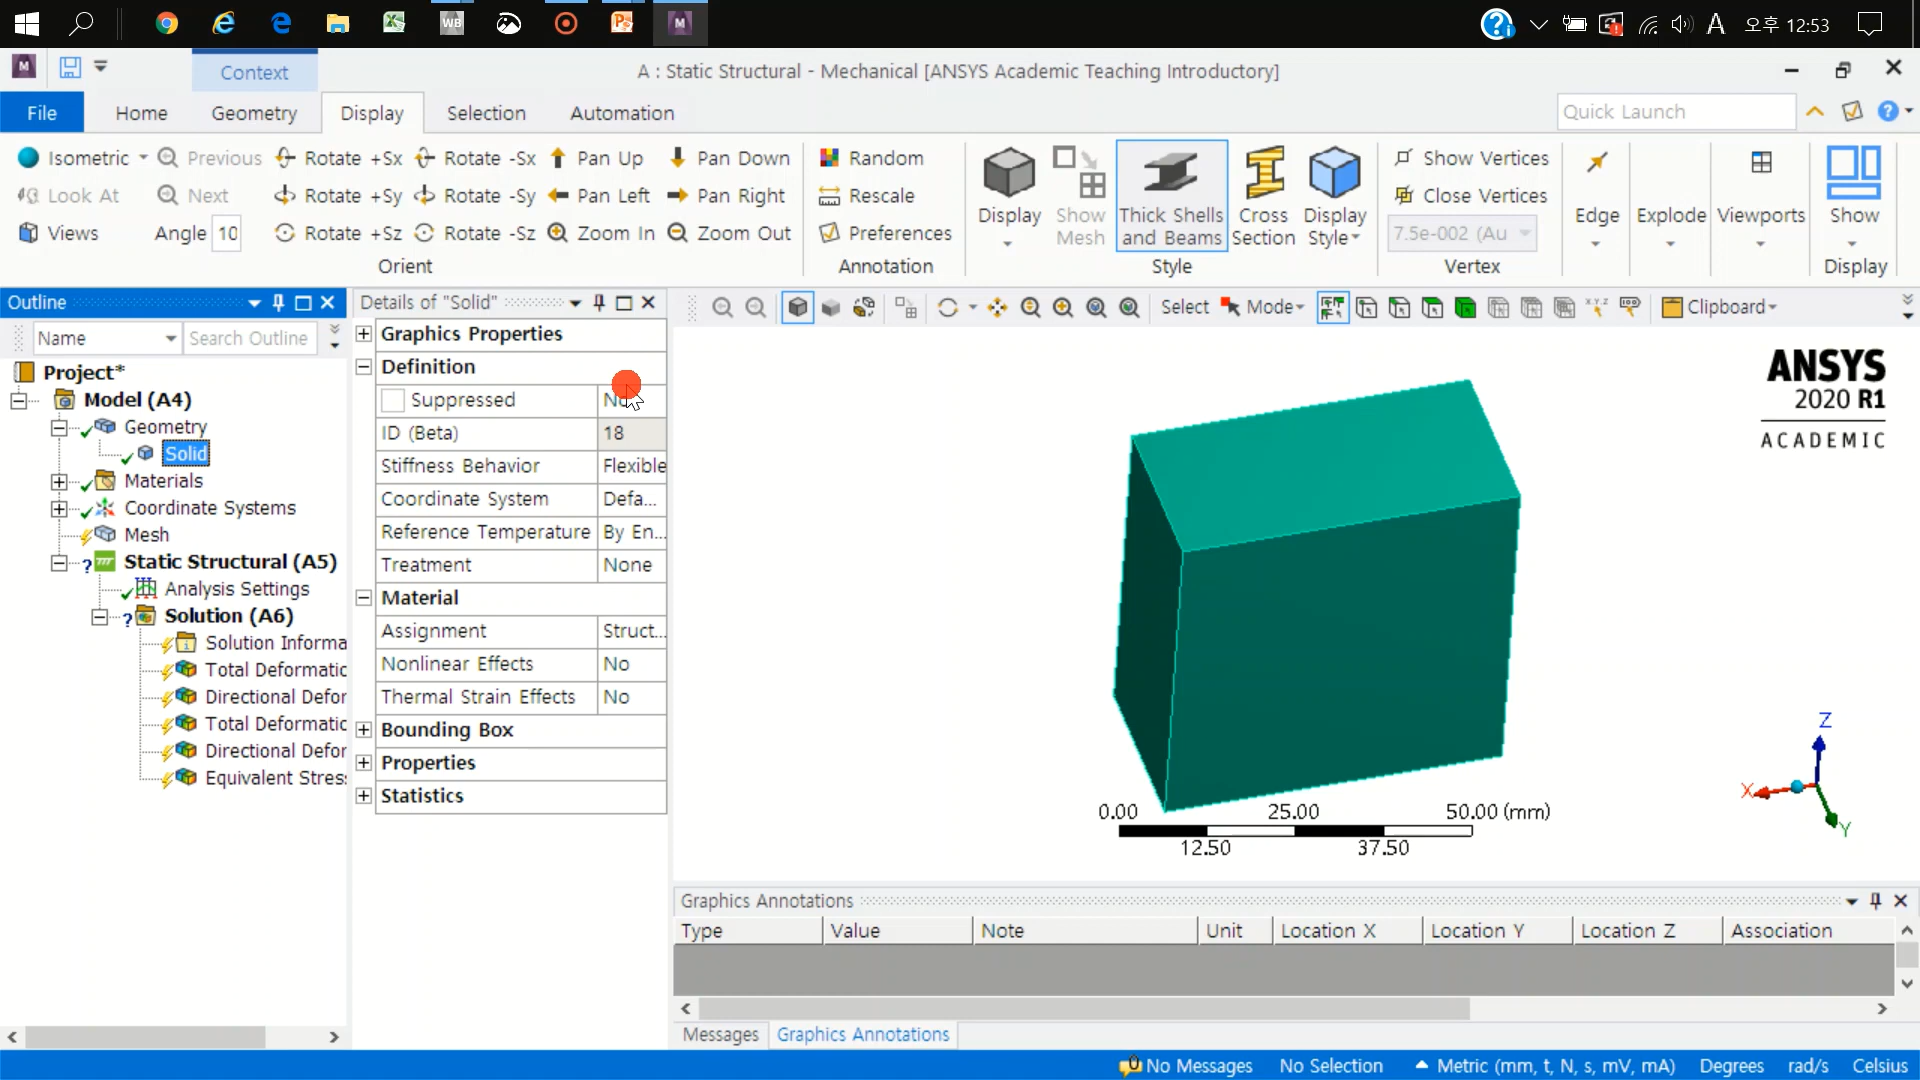 WB
M
A
오후 12:53
M
Context
A : Static Structural - Mechanical [ANSYS Academic Teaching Introductory]
File
Home
Geometry
Display
Selection
Automation
Quick Launch
Isometric
Previous
Rotate +Sx
Rotate -Sx
Pan Up
Pan Down
Random
Show Vertices
Look At
Next
Rotate +Sy
Rotate -Sy
Pan Left
Pan Right
Rescale
Close Vertices
Views
Angle 10
Rotate +Sz
Rotate -Sz
Zoom In
Zoom Out
Preferences
7.5e-002 (Au
Display
Show
Mesh
Thick Shells
and Beams
Cross
Section
Display
Style
Edge
Explode
Viewports
Show
Orient
Annotation
Style
Vertex
Display
Outline
Name
Search Outline
Project*
Model (A4)
Geometry
Solid
Materials
Coordinate Systems
Mesh
Static Structural (A5)
Analysis Settings
Solution (A6)
Solution Informa
Total Deformatic
Directional Defor
Total Deformatic
Directional Defor
Equivalent Stres
Details of "Solid"
Graphics Properties
Definition
Suppressed No
ID (Beta) 18
Stiffness Behavior Flexible
Coordinate System Defa...
Reference Temperature By En...
Treatment None
Material
Assignment Struct...
Nonlinear Effects No
Thermal Strain Effects No
Bounding Box
Properties
Statistics
Select
Mode
Clipboard
ANSYS
2020 R1
ACADEMIC
0.00 25.00 50.00 (mm)
12.50 37.50
Z
X
Y
Graphics Annotations
Type Value Note Unit Location X Location Y Location Z Association
Messages
Graphics Annotations
No Messages
No Selection
Metric (mm, t, N, s, mV, mA)
Degrees
rad/s
Celsius